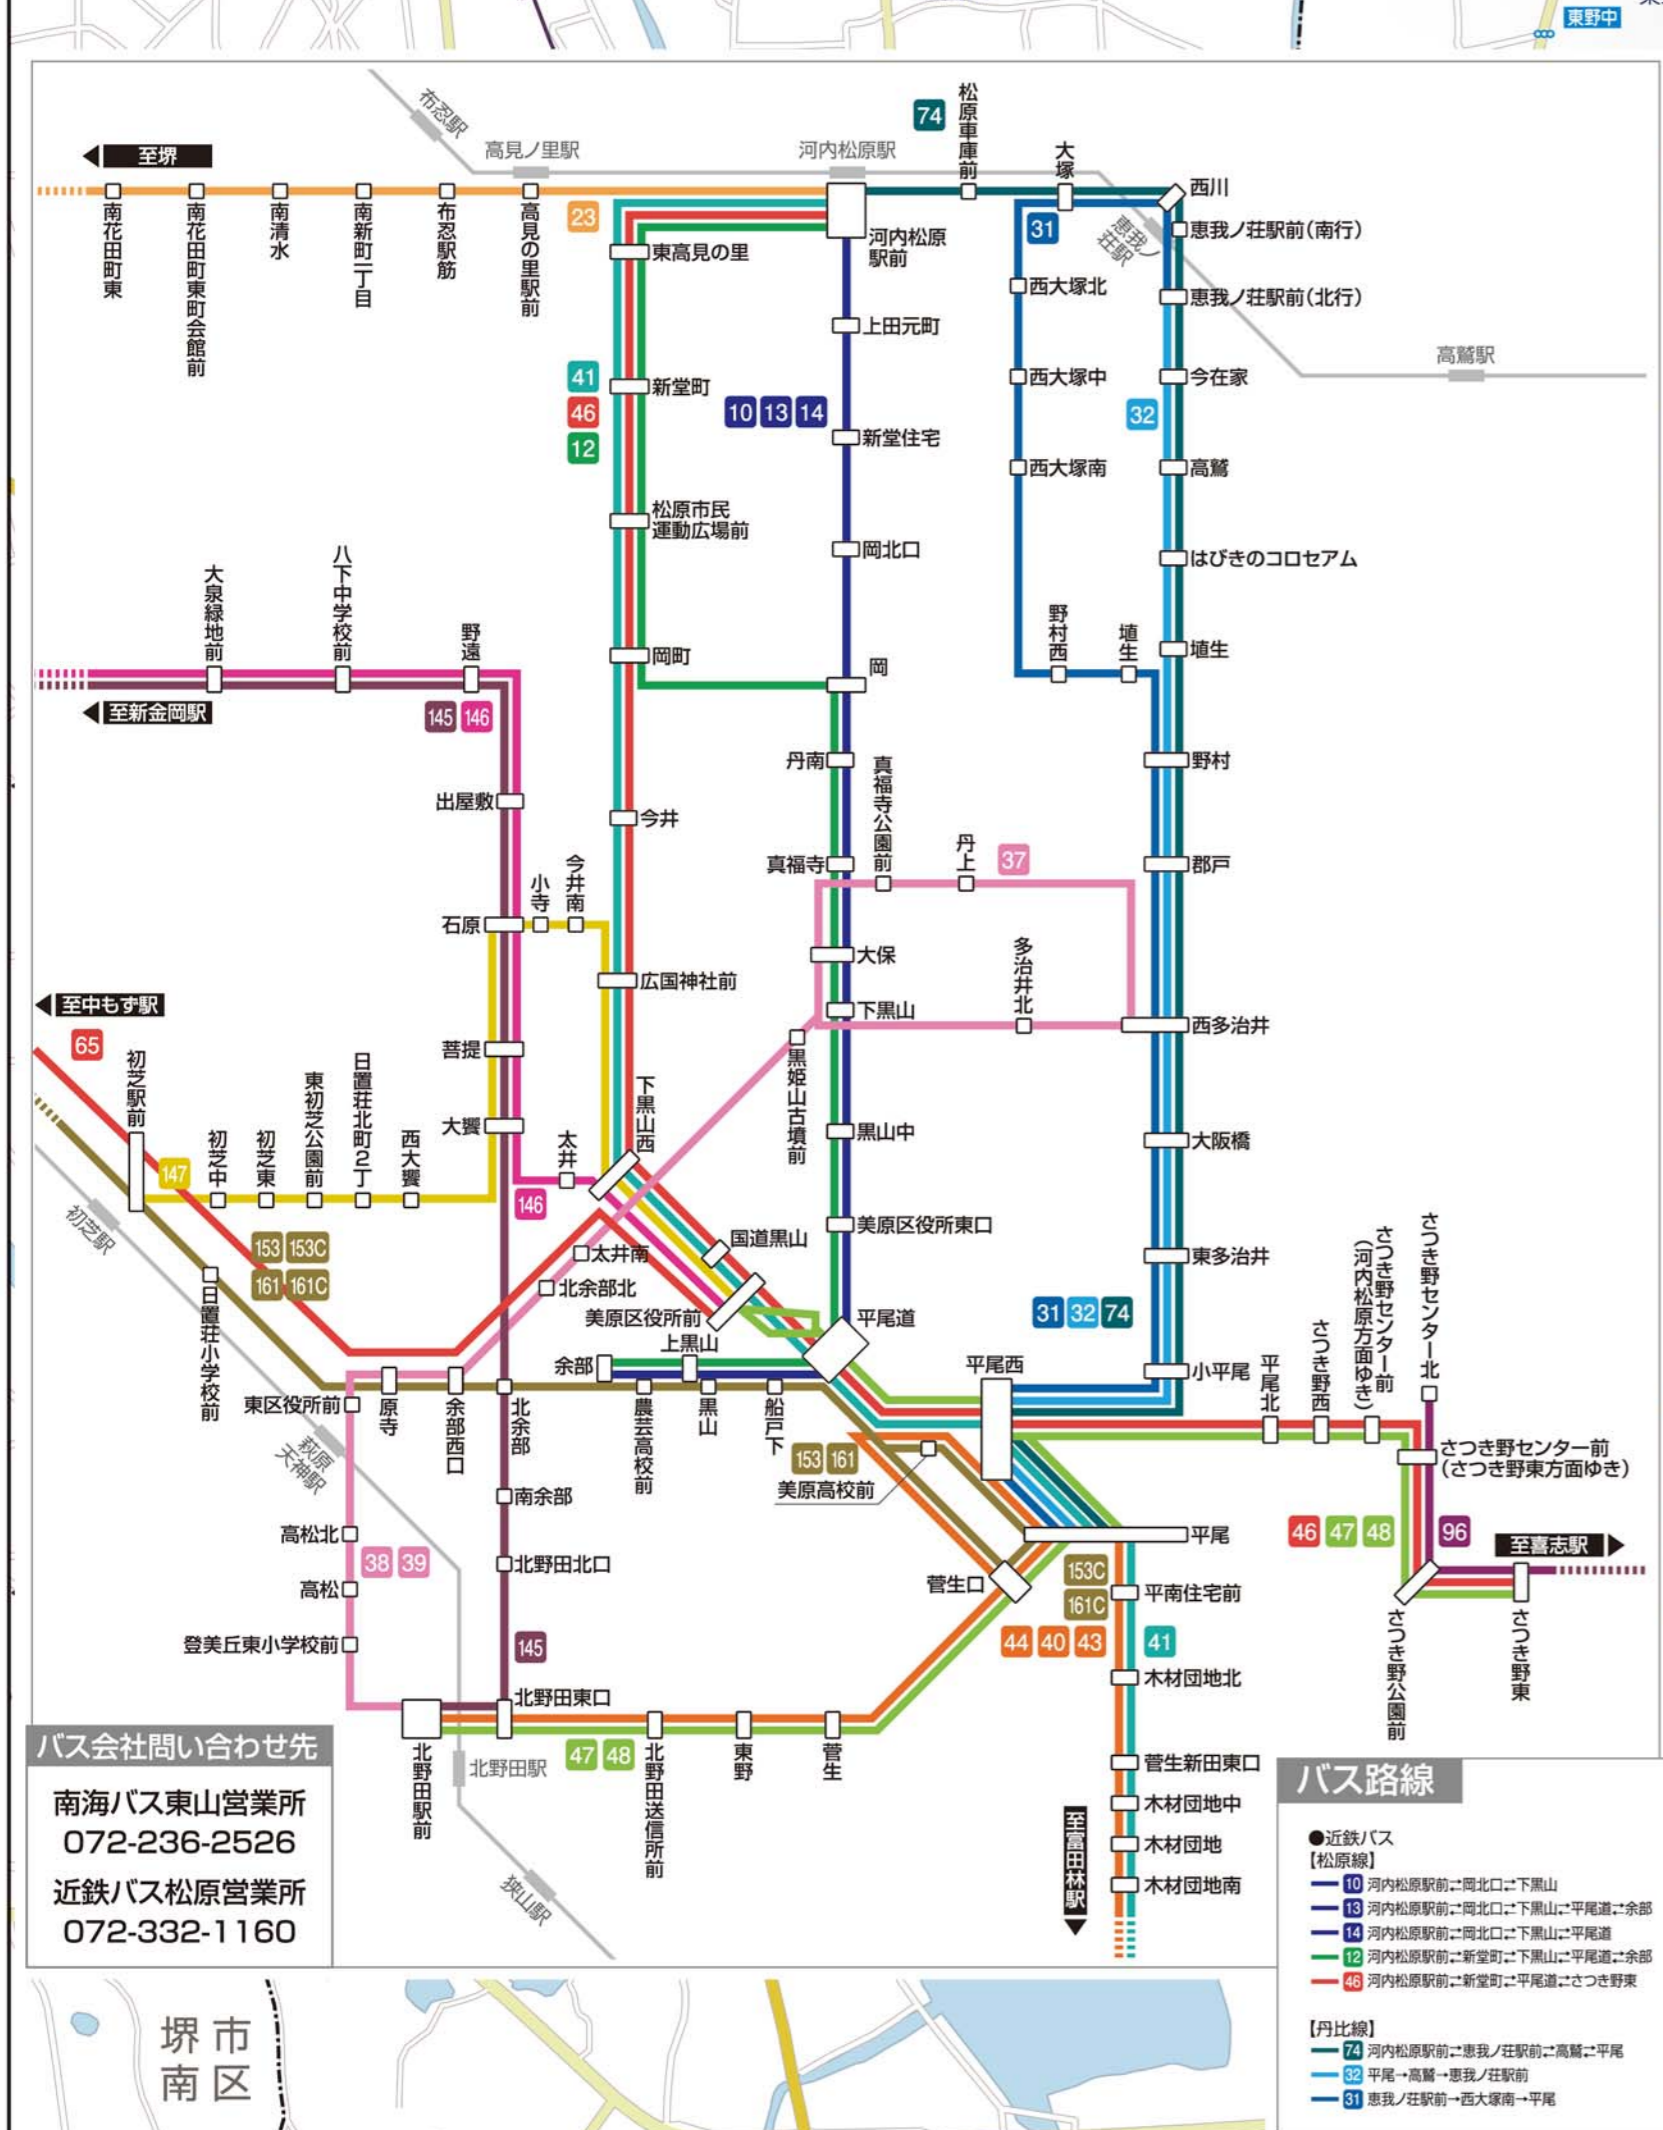 東野中
布忍駅
高見ノ里駅
河内松原駅
74
松原車庫前
大塚
西川
至堺
南花田町東
南花田町東町会館前
南清水
南新町一丁目
布忍駅筋
高見の里駅前
23
東高見の里
河内松原
駅前
31
恵我ノ
荘駅
恵我ノ荘駅前(南行)
恵我ノ荘駅前(北行)
西大塚北
上田元町
高鷲駅
41
46
12
新堂町
10 13 14
新堂住宅
西大塚中
今在家
32
西大塚南
高鷲
松原市民
運動広場前
岡北口
はびきのコロセアム
大泉緑地前
八下中学校前
野遠
岡町
岡
野村西
埴生
埴生
至新金岡駅
145 146
丹南
真福寺公園前
野村
出屋敷
今井
真福寺
丹上
37
郡戸
石原
小寺
今井南
広国神社前
大保
多治井北
至中もず駅
65
下黒山
西多治井
初芝駅前
菩提
黒姫山古墳前
147
初芝中
初芝東
東初芝公園前
日置荘北町2丁
西大饗
大饗
太井
下黒山西
黒山中
大阪橋
146
初芝駅
153 153C
161 161C
太井南
国道黒山
美原区役所東口
東多治井
日置荘小学校前
北余部北
美原区役所前
平尾道
31 32 74
さつき野センター前
(河内松原方面ゆき)
さつき野センター北
上黒山
余部
平尾西
小平尾
平尾北
さつき野西
東区役所前
原寺
余部西口
北余部
農芸高校前
黒山
船戸下
153 161
美原高校前
さつき野センター前
(さつき野東方面ゆき)
萩原
天神駅
南余部
高松北
38 39
北野田北口
平尾
46 47 48
96
至喜志駅
高松
菅生口
153C
161C
平南住宅前
登美丘東小学校前
145
44 40 43
41
木材団地北
さつき野公園前
さつき野東
北野田東口
北野田駅前
北野田駅
47 48
北野田送信所前
東野
菅生
菅生新田東口
木材団地中
木材団地
木材団地南
至富田林駅
狭山駅
バス会社問い合わせ先
南海バス東山営業所
072-236-2526
近鉄バス松原営業所
072-332-1160
バス路線
●近鉄バス
【松原線】
10 河内松原駅前⇄岡北口⇄下黒山
13 河内松原駅前⇄岡北口⇄下黒山⇄平尾道⇄余部
14 河内松原駅前⇄岡北口⇄下黒山⇄平尾道
12 河内松原駅前⇄新堂町⇄下黒山⇄平尾道⇄余部
46 河内松原駅前⇄新堂町⇄平尾道⇄さつき野東
【丹比線】
74 河内松原駅前⇄恵我ノ荘駅前⇄高鷲⇄平尾
32 平尾→高鷲→恵我ノ荘駅前
31 恵我ノ荘駅前→西大塚南→平尾
堺市
南区